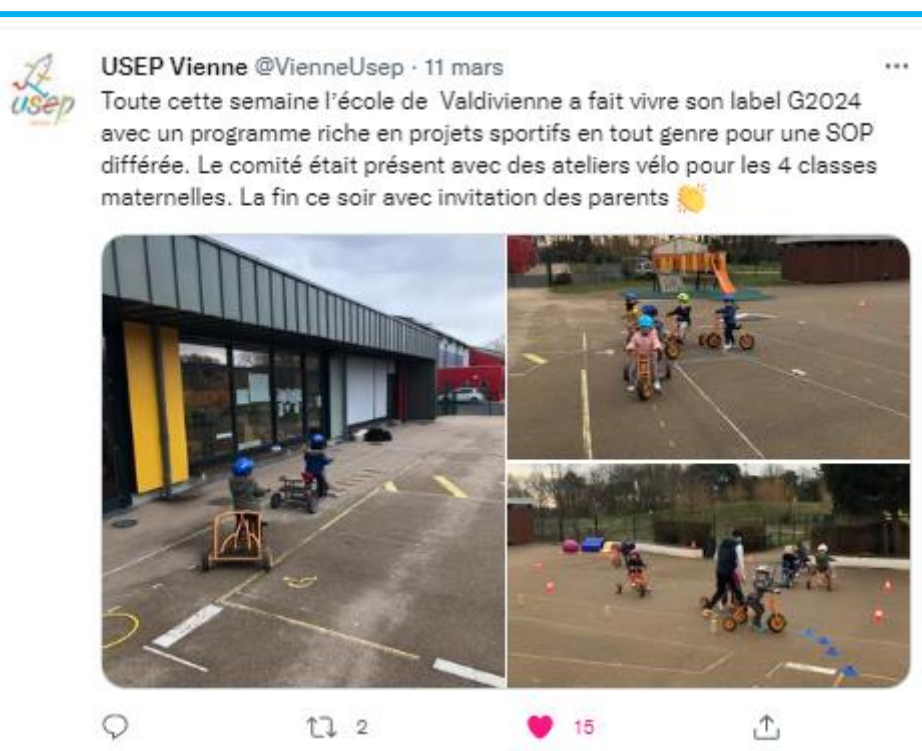 usep
USEP Vienne @VienneUsep · 11 mars
Toute cette semaine l'école de Valdivienne a fait vivre son label G2024
avec un programme riche en projets sportifs en tout genre pour une SOP
différée. Le comité était présent avec des ateliers vélo pour les 4 classes
maternelles. La fin ce soir avec invitation des parents 👏
2
15